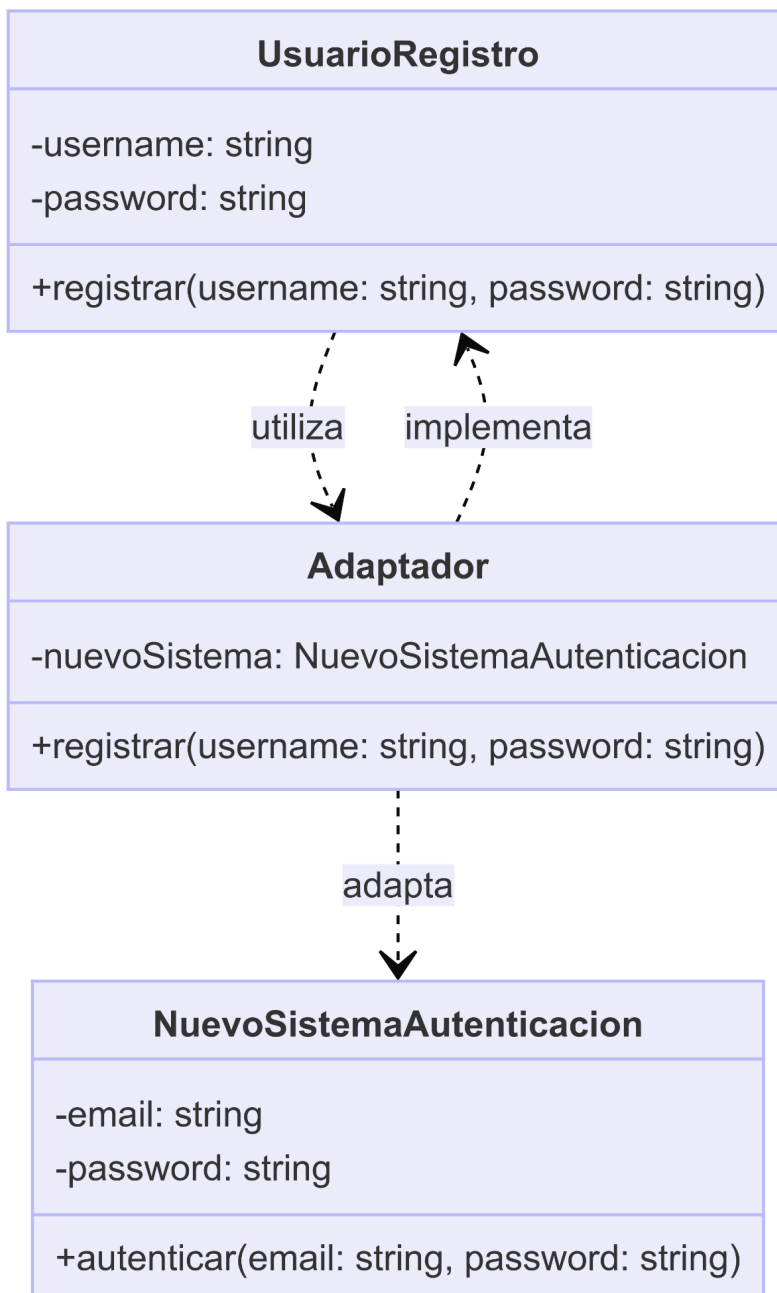 UsuarioRegistro
-username: string
-password: string
+registrar(username: string, password: string)
utiliza
implementa
Adaptador
-nuevoSistema: NuevoSistemaAutenticacion
+registrar(username: string, password: string)
adapta
NuevoSistemaAutenticacion
-email: string
-password: string
+autenticar(email: string, password: string)